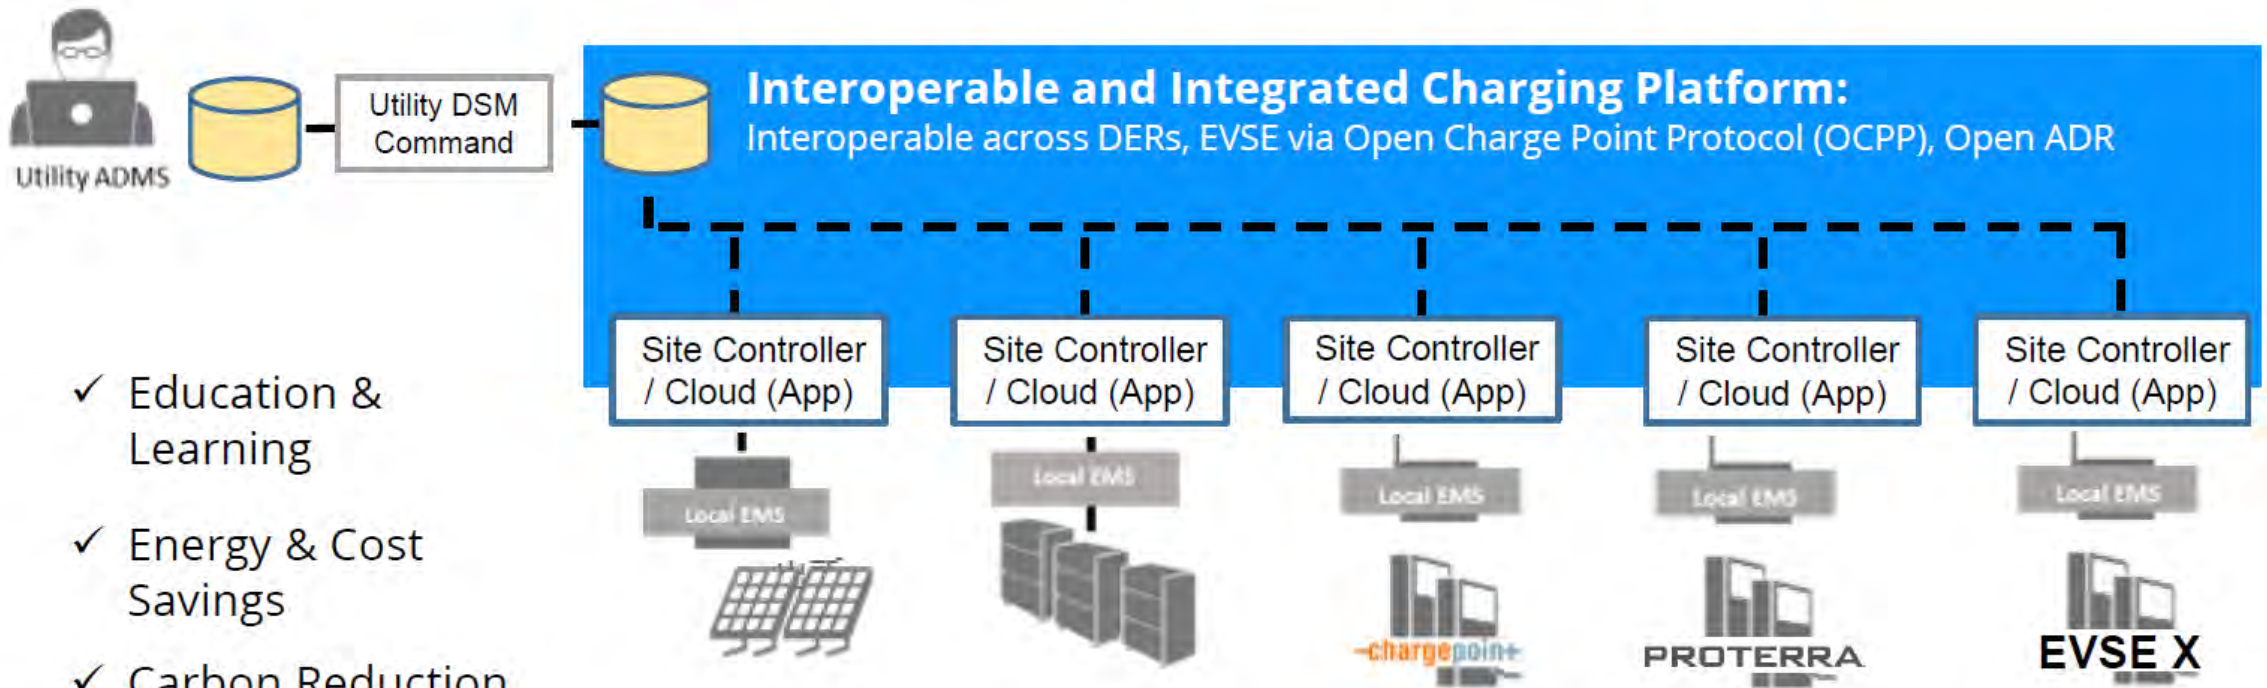 Utility ADMS
Utility DSM
Command
Interoperable and Integrated Charging Platform:
Interoperable across DERs, EVSE via Open Charge Point Protocol (OCPP), Open ADR
Site Controller
/ Cloud (App)
Site Controller
/ Cloud (App)
Site Controller
/ Cloud (App)
Site Controller
/ Cloud (App)
Site Controller
/ Cloud (App)
Local EMS
Local EMS
Local EMS
Local EMS
Local EMS
-chargepoin+
PROTERRA
EVSE X
✓ Education &
Learning
✓ Energy & Cost
Savings
✓ Carbon Reduction